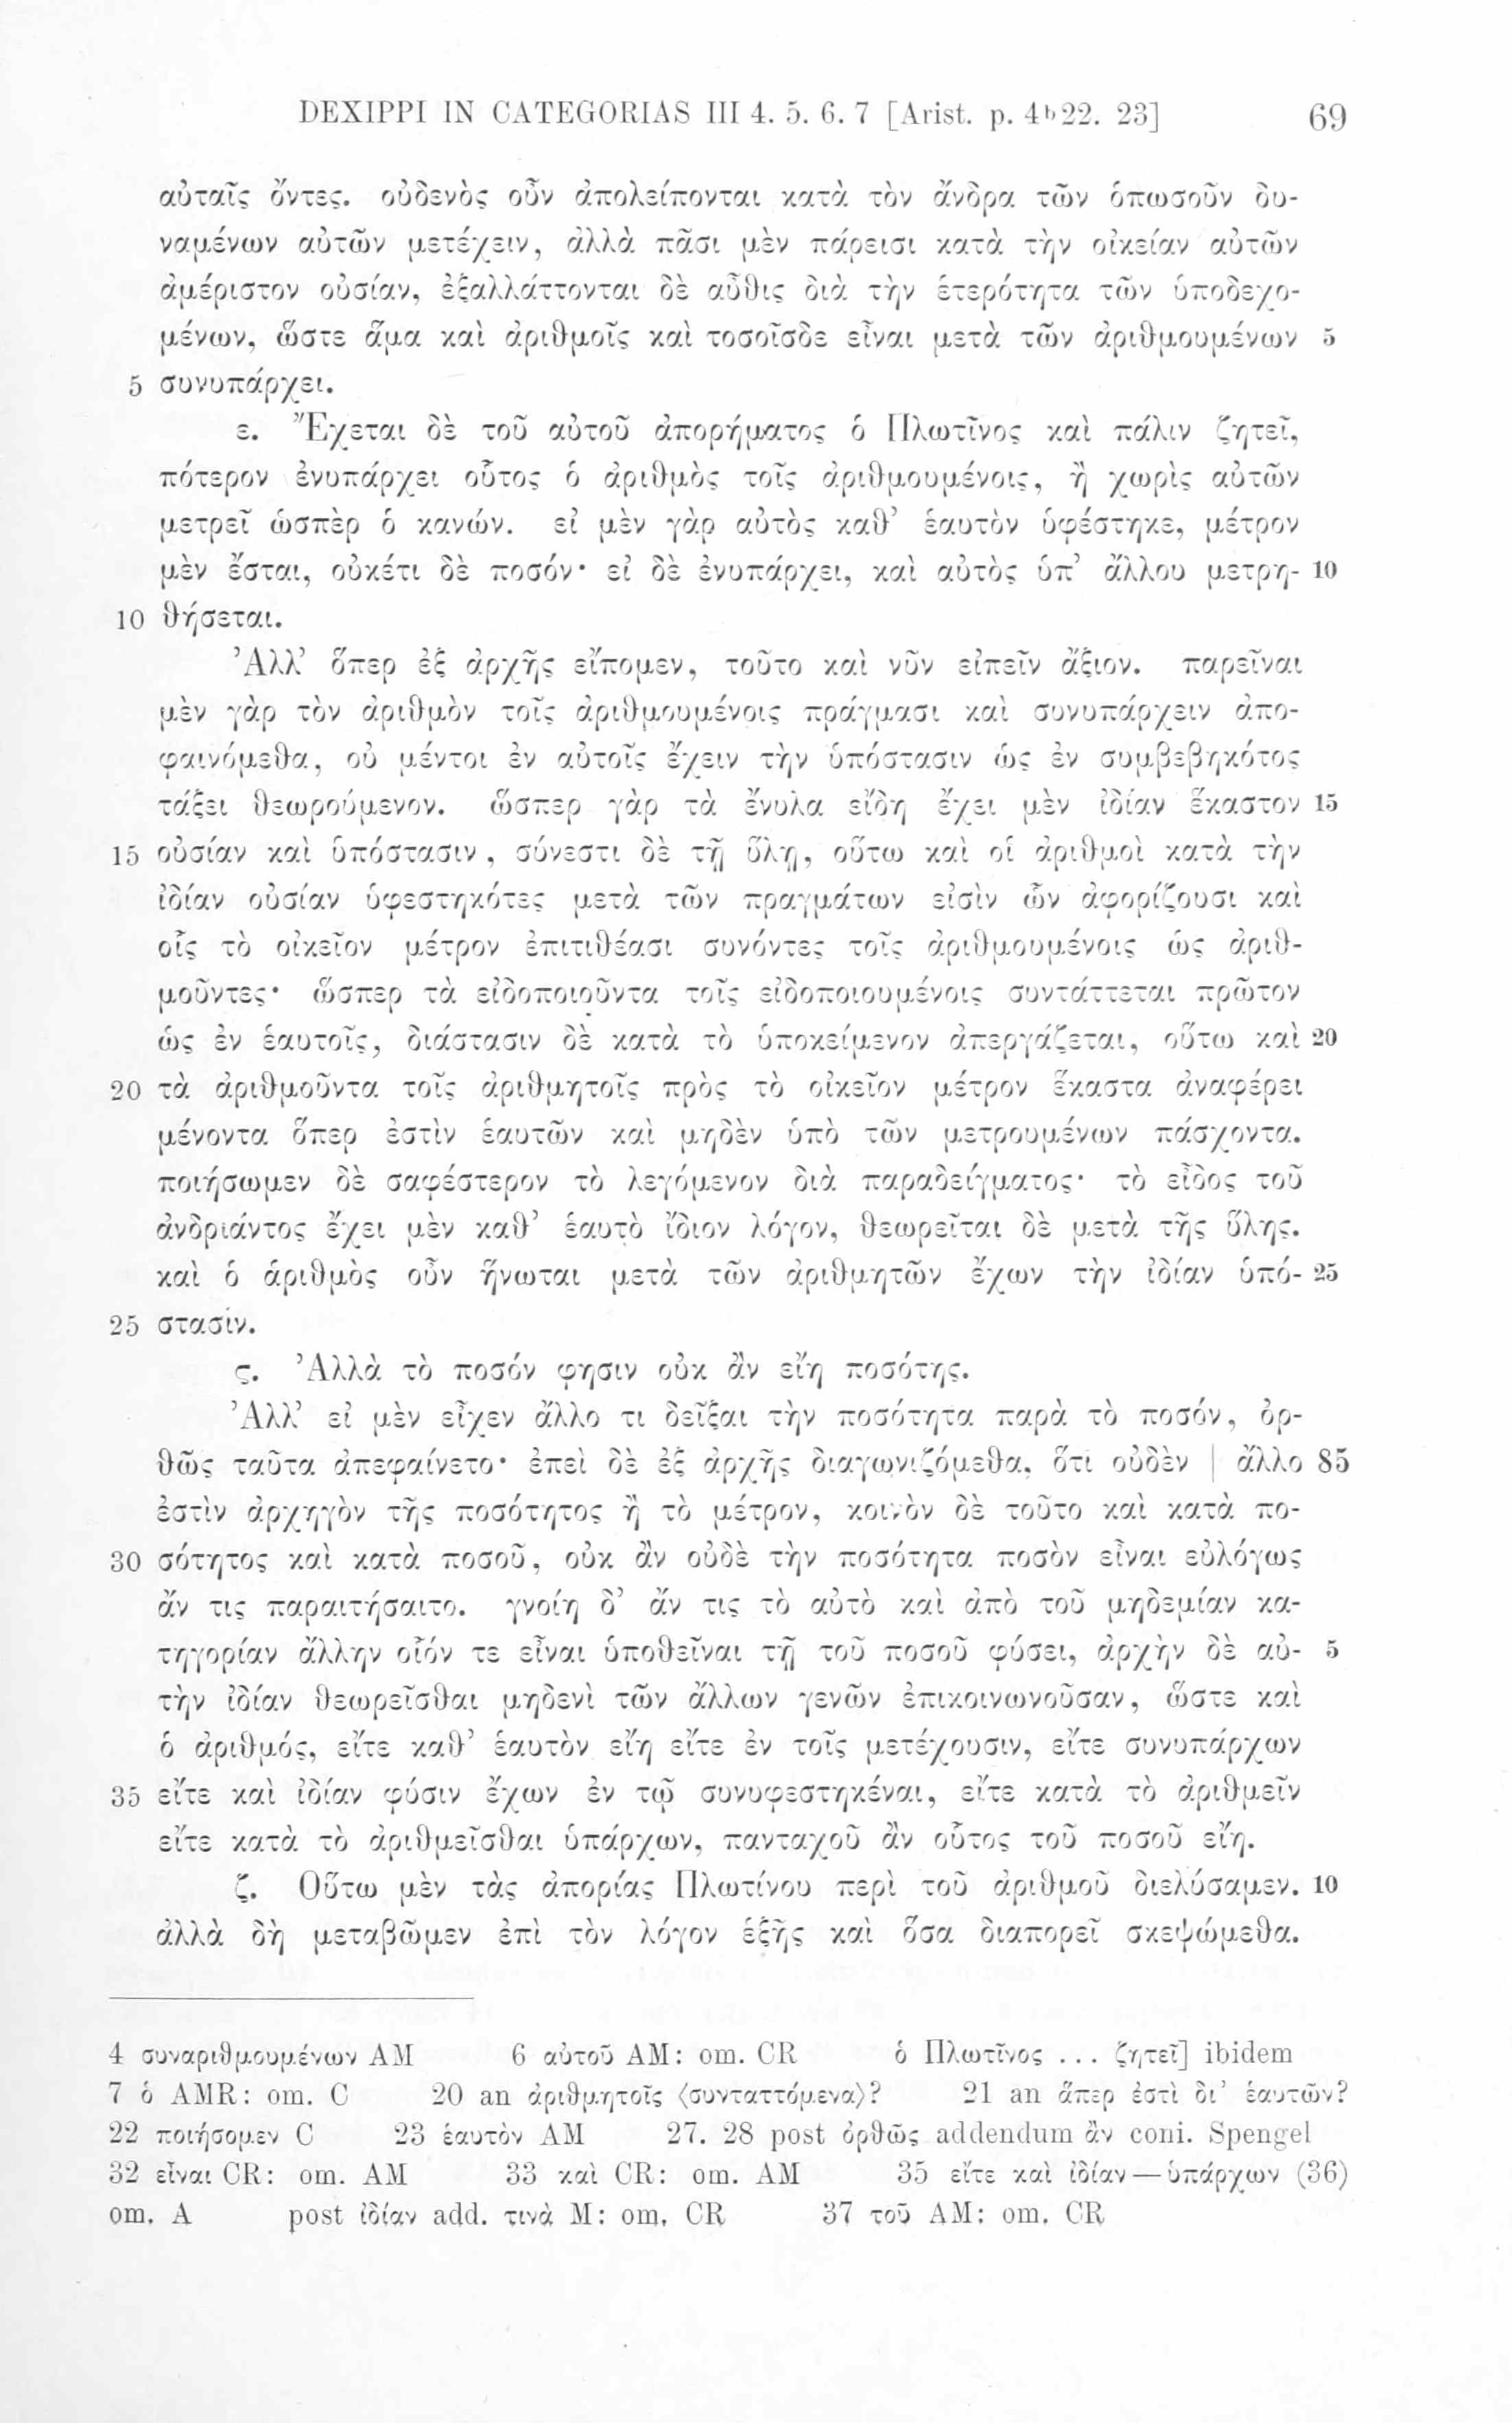 DEXIPPI IN CATEGORIAS III 4. 5. 6. 7 [Arist. p. 4ᵇ22. 23] 69
αὐταῖς ὄντες. οὐδενὸς οὖν ἀπολείπονται κατὰ τὸν ἄνδρα τῶν ὁπωσοῦν δυ-
ναμένων αὐτῶν μετέχειν, ἀλλὰ πᾶσι μὲν πάρεισι κατὰ τὴν οἰκείαν αὐτῶν
ἀμέριστον οὐσίαν, ἐξαλλάττονται δὲ αὖθις διὰ τὴν ἑτερότητα τῶν ὑποδεχο-
μένων, ὥστε ἅμα καὶ ἀριθμοῖς καὶ τοσοῖσδε εἶναι μετὰ τῶν ἀριθμουμένων 5
5 συνυπάρχει.
ε. Ἔχεται δὲ τοῦ αὐτοῦ ἀπορήματος ὁ Πλωτῖνος καὶ πάλιν ζητεῖ,
πότερον ἐνυπάρχει οὗτος ὁ ἀριθμὸς τοῖς ἀριθμουμένοις, ἢ χωρὶς αὐτῶν
μετρεῖ ὡσπὲρ ὁ κανών. εἰ μὲν γὰρ αὐτὸς καθ’ ἑαυτὸν ὑφέστηκε, μέτρον
μὲν ἔσται, οὐκέτι δὲ ποσόν· εἰ δὲ ἐνυπάρχει, καὶ αὐτὸς ὑπ’ ἄλλου μετρη- 10
10 θήσεται.
Ἀλλ’ ὅπερ ἐξ ἀρχῆς εἴπομεν, τοῦτο καὶ νῦν εἰπεῖν ἄξιον. παρεῖναι
μὲν γὰρ τὸν ἀριθμὸν τοῖς ἀριθμουμένοις πράγμασι καὶ συνυπάρχειν ἀπο-
φαινόμεθα, οὐ μέντοι ἐν αὐτοῖς ἔχειν τὴν ὑπόστασιν ὡς ἐν συμβεβηκότος
τάξει θεωρούμενον. ὥσπερ γὰρ τὰ ἔνυλα εἴδη ἔχει μὲν ἰδίαν ἕκαστον 15
15 οὐσίαν καὶ ὑπόστασιν, σύνεστι δὲ τῇ ὕλῃ, οὕτω καὶ οἱ ἀριθμοὶ κατὰ τὴν
ἰδίαν οὐσίαν ὑφεστηκότες μετὰ τῶν πραγμάτων εἰσὶν ὧν ἀφορίζουσι καὶ
οἷς τὸ οἰκεῖον μέτρον ἐπιτιθέασι συνόντες τοῖς ἀριθμουμένοις ὡς ἀριθ-
μοῦντες· ὥσπερ τὰ εἰδοποιοῦντα τοῖς εἰδοποιουμένοις συντάττεται πρῶτον
ὡς ἐν ἑαυτοῖς, διάστασιν δὲ κατὰ τὸ ὑποκείμενον ἀπεργάζεται, οὕτω καὶ 20
20 τὰ ἀριθμοῦντα τοῖς ἀριθμητοῖς πρὸς τὸ οἰκεῖον μέτρον ἕκαστα ἀναφέρει
μένοντα ὅπερ ἐστὶν ἑαυτῶν καὶ μηδὲν ὑπὸ τῶν μετρουμένων πάσχοντα.
ποιήσωμεν δὲ σαφέστερον τὸ λεγόμενον διὰ παραδείγματος· τὸ εἶδος τοῦ
ἀνδριάντος ἔχει μὲν καθ’ ἑαυτὸ ἴδιον λόγον, θεωρεῖται δὲ μετὰ τῆς ὕλης.
καὶ ὁ ἀριθμὸς οὖν ἥνωται μετὰ τῶν ἀριθμητῶν ἔχων τὴν ἰδίαν ὑπό- 25
25 στασιν.
ς. Ἀλλὰ τὸ ποσόν φησιν οὐκ ἂν εἴη ποσότης.
Ἀλλ’ εἰ μὲν εἶχεν ἄλλο τι δεῖξαι τὴν ποσότητα παρὰ τὸ ποσόν, ὀρ-
θῶς ταῦτα ἀπεφαίνετο· ἐπεὶ δὲ ἐξ ἀρχῆς διαγωνιζόμεθα, ὅτι οὐδὲν | ἄλλο 85
ἐστὶν ἀρχηγὸν τῆς ποσότητος ἢ τὸ μέτρον, κοινὸν δὲ τοῦτο καὶ κατὰ πο-
30 σότητος καὶ κατὰ ποσοῦ, οὐκ ἂν οὐδὲ τὴν ποσότητα ποσὸν εἶναι εὐλόγως
ἄν τις παραιτήσαιτο. γνοίη δ’ ἄν τις τὸ αὐτὸ καὶ ἀπὸ τοῦ μηδεμίαν κα-
τηγορίαν ἄλλην οἷόν τε εἶναι ὑποθεῖναι τῇ τοῦ ποσοῦ φύσει, ἀρχὴν δὲ αὐ- 5
τὴν ἰδίαν θεωρεῖσθαι μηδενὶ τῶν ἄλλων γενῶν ἐπικοινωνοῦσαν, ὥστε καὶ
ὁ ἀριθμός, εἴτε καθ’ ἑαυτὸν εἴη εἴτε ἐν τοῖς μετέχουσιν, εἴτε συνυπάρχων
35 εἴτε καὶ ἰδίαν φύσιν ἔχων ἐν τῷ συνυφεστηκέναι, εἴτε κατὰ τὸ ἀριθμεῖν
εἴτε κατὰ τὸ ἀριθμεῖσθαι ὑπάρχων, πανταχοῦ ἂν οὗτος τοῦ ποσοῦ εἴη.
ζ. Οὕτω μὲν τὰς ἀπορίας Πλωτίνου περὶ τοῦ ἀριθμοῦ διελύσαμεν. 10
ἀλλὰ δὴ μεταβῶμεν ἐπὶ τὸν λόγον ἑξῆς καὶ ὅσα διαπορεῖ σκεψώμεθα.
4 συναριθμουμένων AM 6 αὐτοῦ AM: om. CR ὁ Πλωτῖνος ... ζητεῖ] ibidem
7 ὁ AMR: om. C 20 an ἀριθμητοῖς ⟨συνταττόμενα⟩? 21 an ἅπερ ἐστὶ δι’ ἑαυτῶν?
22 ποιήσομεν C 23 ἑαυτὸν AM 27. 28 post ὀρθῶς addendum ἂν coni. Spengel
32 εἶναι CR: om. AM 33 καὶ CR: om. AM 35 εἴτε καὶ ἰδίαν—ὑπάρχων (36)
om. A post ἰδίαν add. τινὰ M: om. CR 37 τοῦ AM: om. CR